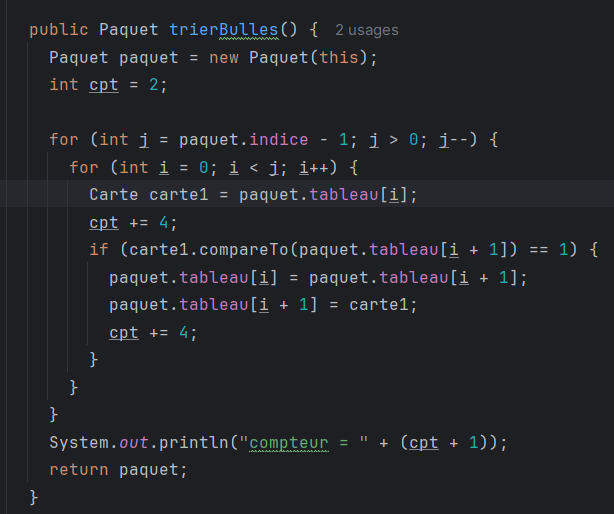 public Paquet trierBulles() { 2 usages
Paquet paquet = new Paquet(this);
int cpt = 2;
for (int j = paquet.indice - 1; j > 0; j--) {
for (int i = 0; i < j; i++) {
Carte carte1 = paquet.tableau[i];
cpt += 4;
if (carte1.compareTo(paquet.tableau[i + 1]) == 1) {
paquet.tableau[i] = paquet.tableau[i + 1];
paquet.tableau[i + 1] = carte1;
cpt += 4;
}
}
}
System.out.println("compteur = " + (cpt + 1));
return paquet;
}